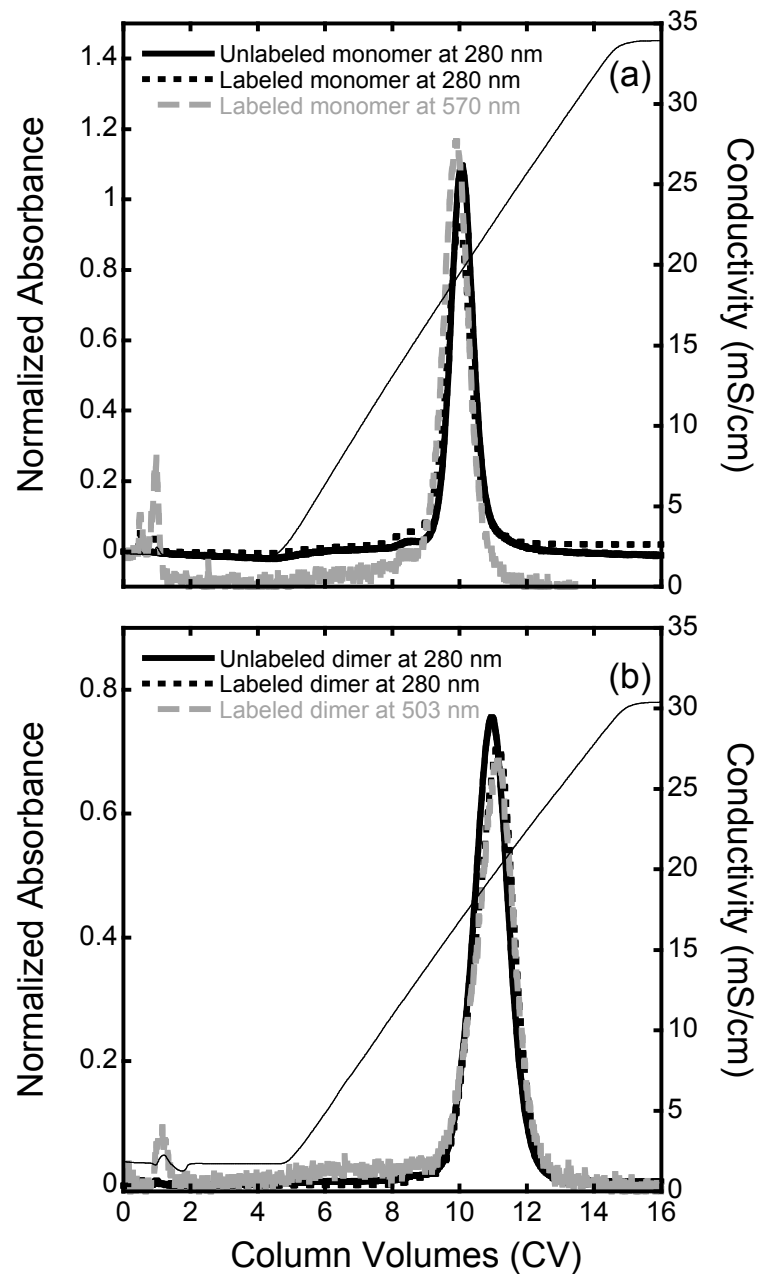 Unlabeled monomer at 280 nm
Labeled monomer at 280 nm
Labeled monomer at 570 nm
(a)
Normalized Absorbance
1.4
1.2
1
0.8
0.6
0.4
0.2
0
Conductivity (mS/cm)
35
30
25
20
15
10
5
0
Unlabeled dimer at 280 nm
Labeled dimer at 280 nm
Labeled dimer at 503 nm
(b)
Normalized Absorbance
0.8
0.6
0.4
0.2
0
Conductivity (mS/cm)
35
30
25
20
15
10
5
0
0 2 4 6 8 10 12 14 16
Column Volumes (CV)